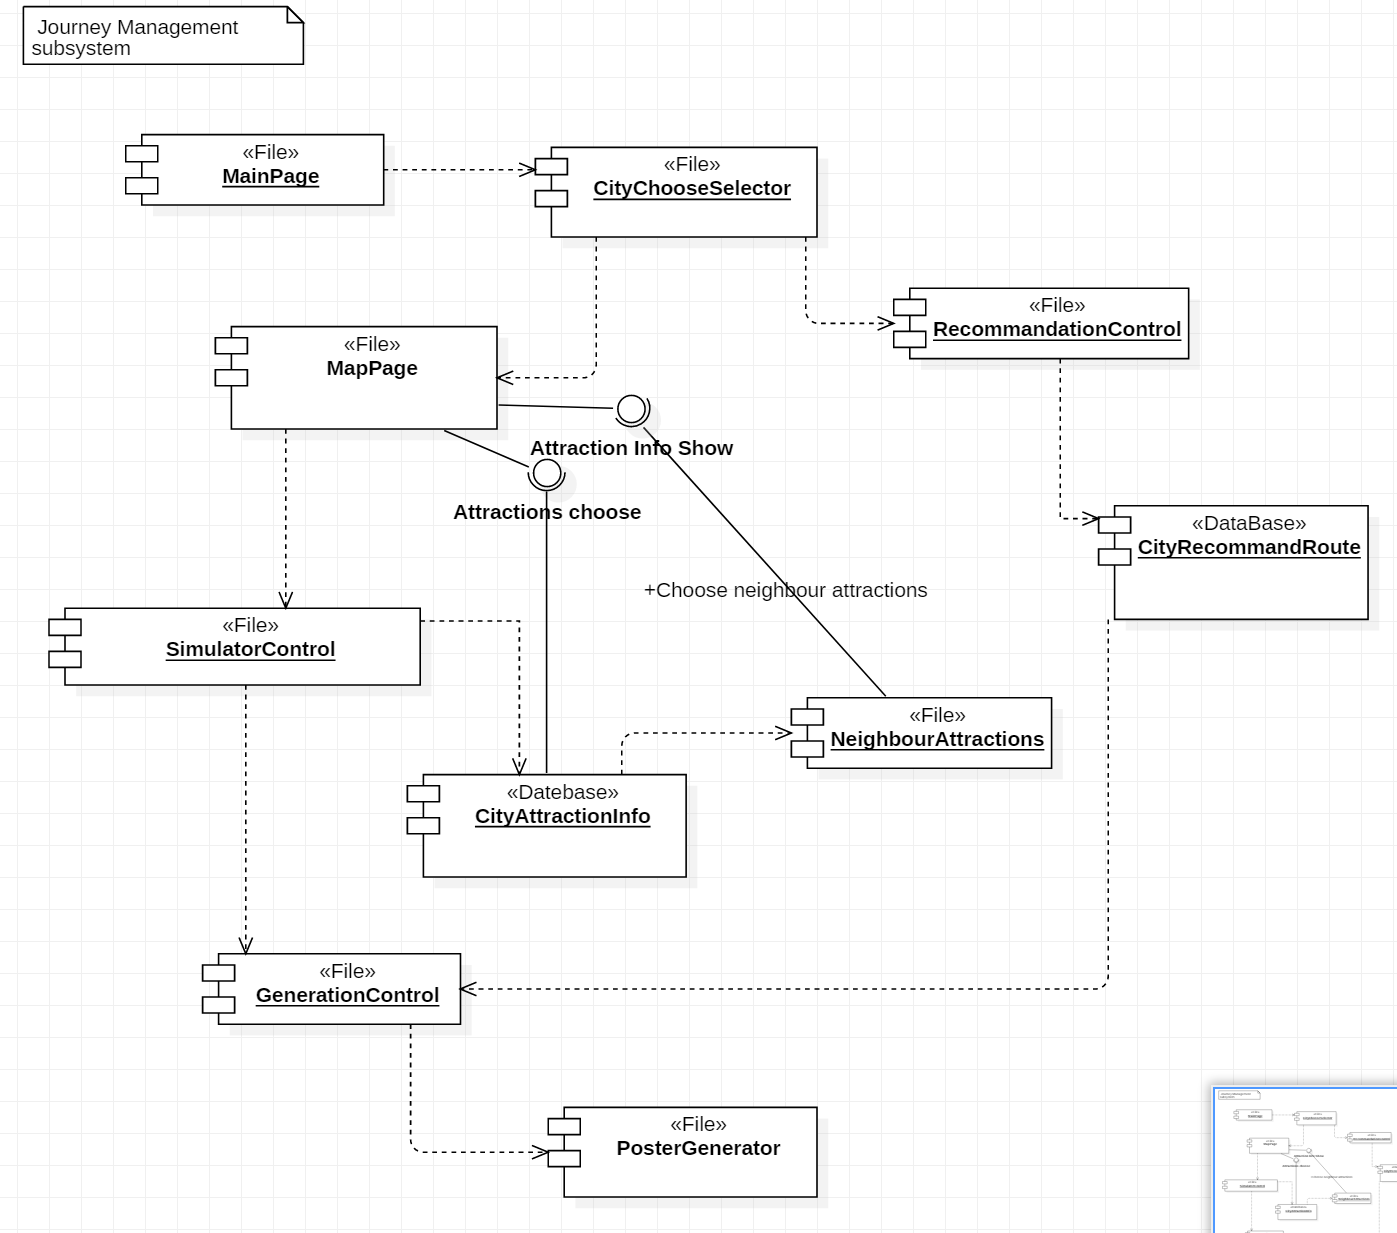 Journey Management
subsystem
«File»
MainPage
«File»
CityChooseSelector
«File»
RecommandationControl
«File»
MapPage
Attraction Info Show
Attractions choose
«DataBase»
CityRecommandRoute
+Choose neighbour attractions
«File»
SimulatorControl
«File»
NeighbourAttractions
«Datebase»
CityAttractionInfo
«File»
GenerationControl
«File»
PosterGenerator